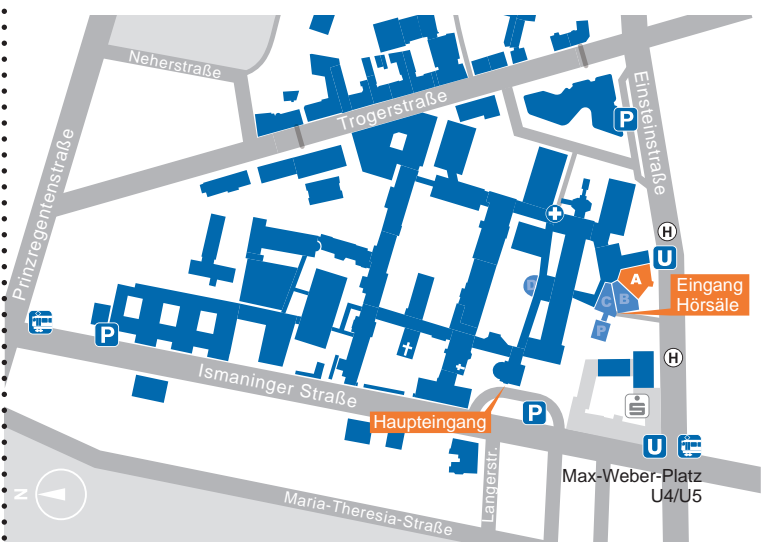 Neherstraße
Trogerstraße
P
Einsteinstraße
Prinzregentenstraße
H
U
A
D
C
B
P
Eingang
Hörsäle
P
H
Ismaninger Straße
Haupteingang
P
Langerstr.
U
Max-Weber-Platz
U4/U5
N
Maria-Theresia-Straße